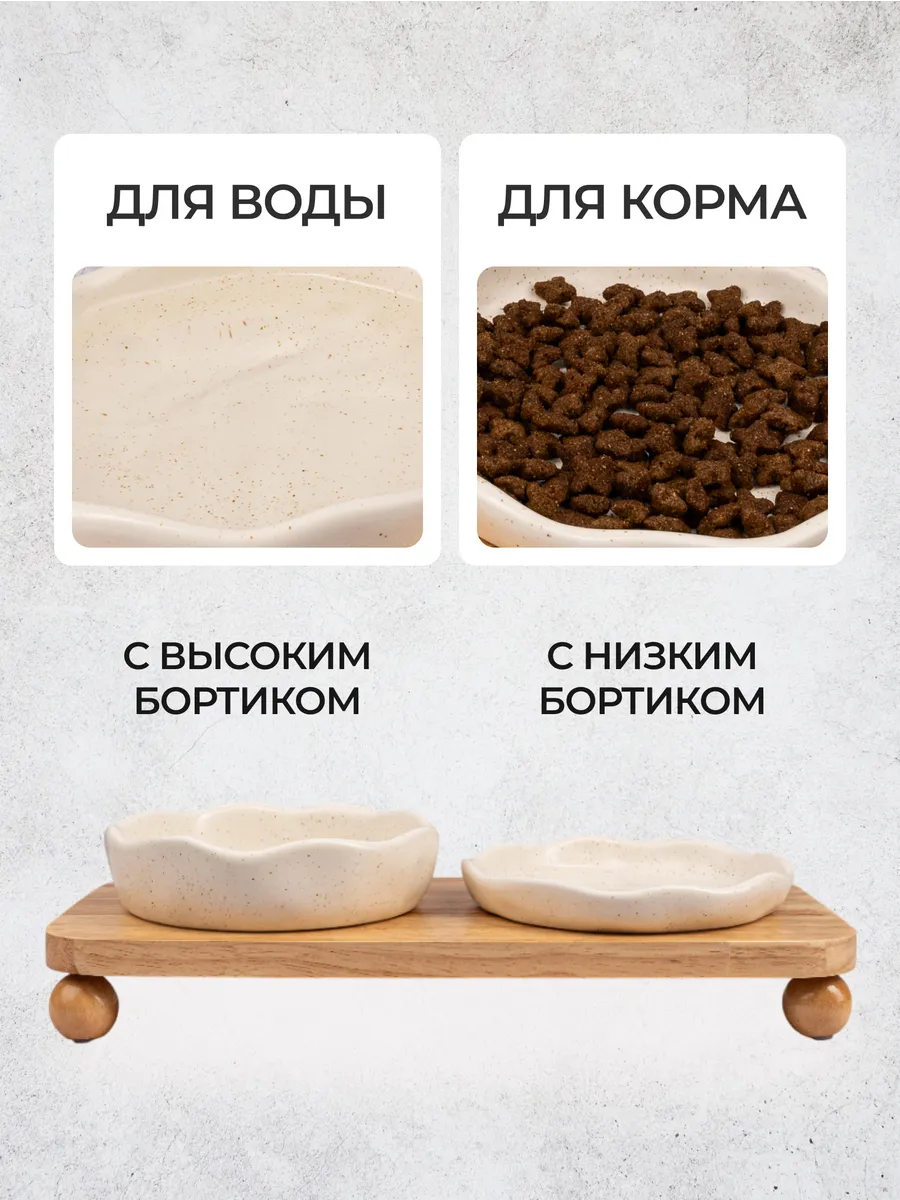 ДЛЯ ВОДЫ
ДЛЯ КОРМА
С ВЫСОКИМ
БОРТИКОМ
С НИЗКИМ
БОРТИКОМ